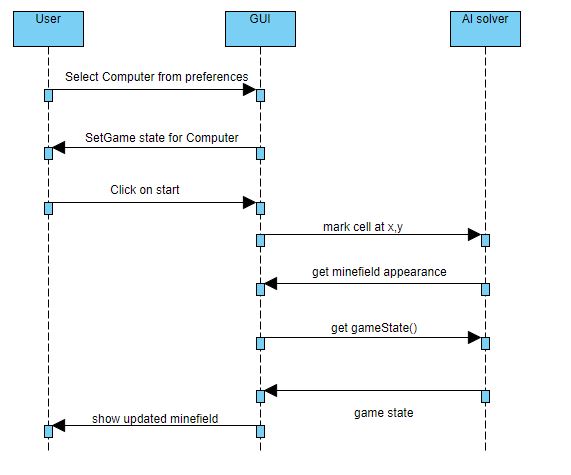 User
GUI
AI solver
Select Computer from preferences
SetGame state for Computer
Click on start
mark cell at x,y
get minefield appearance
get gameState()
game state
show updated minefield